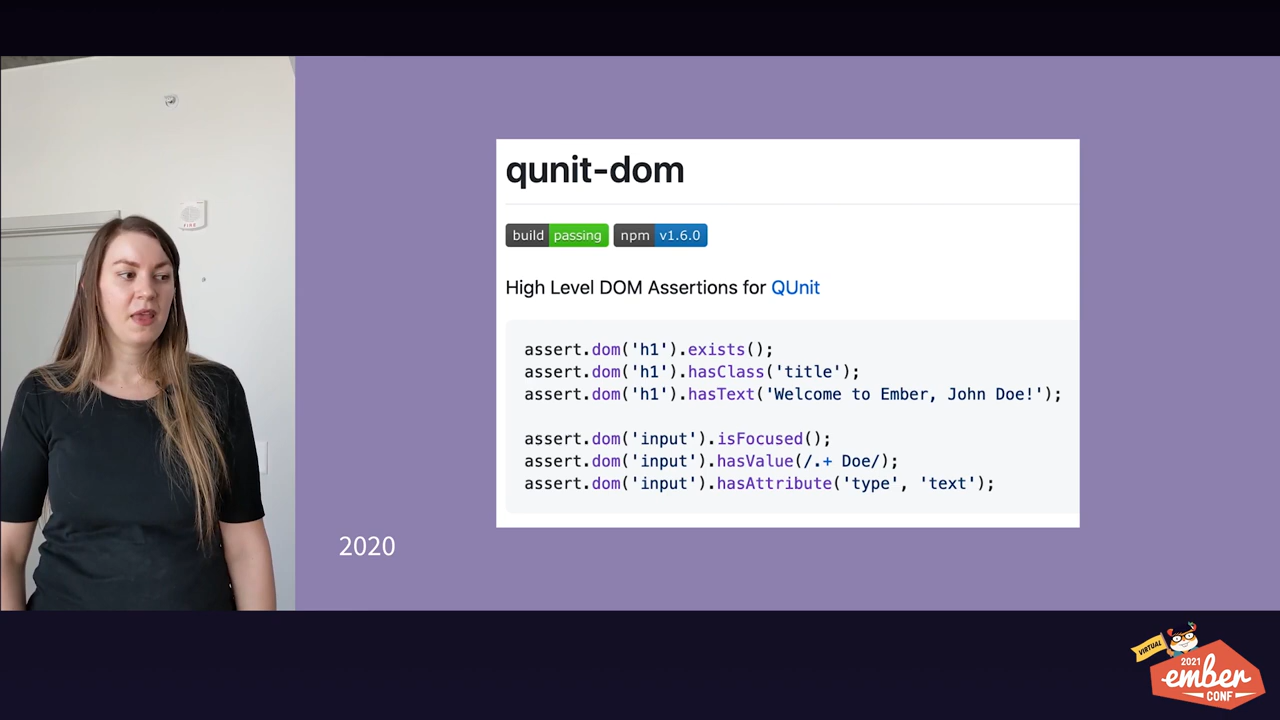 qunit-dom
build passing npm v1.6.0
High Level DOM Assertions for QUnit
assert.dom('h1').exists();
assert.dom('h1').hasClass('title');
assert.dom('h1').hasText('Welcome to Ember, John Doe!');
assert.dom('input').isFocused();
assert.dom('input').hasValue(/.+ Doe/);
assert.dom('input').hasAttribute('type', 'text');
2020
FIRE
VIRTUAL
2021
ember
CONF